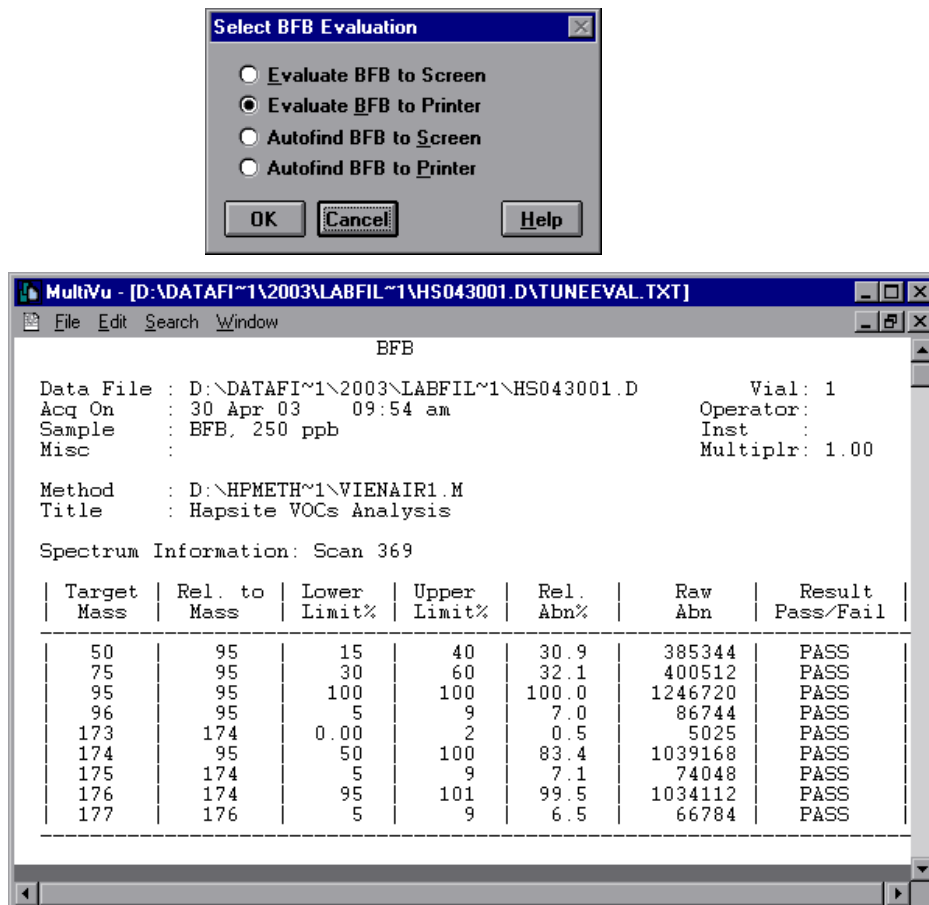 Select BFB Evaluation
Evaluate BFB to Screen
Evaluate BFB to Printer
Autofind BFB to Screen
Autofind BFB to Printer
OK Cancel Help
MultiVu - [D:\DATAFI~1\2003\LABFIL~1\HS043001.D\TUNEEVAL.TXT]
File Edit Search Window
BFB
Data File : D:\DATAFI~1\2003\LABFIL~1\HS043001.D Vial: 1
Acq On : 30 Apr 03 09:54 am Operator:
Sample : BFB, 250 ppb Inst :
Misc : Multiplr: 1.00
Method : D:\HPMETH~1\VIENAIR1.M
Title : Hapsite VOCs Analysis
Spectrum Information: Scan 369
| Target | Rel. to | Lower | Upper | Rel. | Raw | Result |
| Mass | Mass | Limit% | Limit% | Abn% | Abn | Pass/Fail |
| 50 | 95 | 15 | 40 | 30.9 | 385344 | PASS |
| 75 | 95 | 30 | 60 | 32.1 | 400512 | PASS |
| 95 | 95 | 100 | 100 | 100.0 | 1246720 | PASS |
| 96 | 95 | 5 | 9 | 7.0 | 86744 | PASS |
| 173 | 174 | 0.00 | 2 | 0.5 | 5025 | PASS |
| 174 | 95 | 50 | 100 | 83.4 | 1039168 | PASS |
| 175 | 174 | 5 | 9 | 7.1 | 74048 | PASS |
| 176 | 174 | 95 | 101 | 99.5 | 1034112 | PASS |
| 177 | 176 | 5 | 9 | 6.5 | 66784 | PASS |